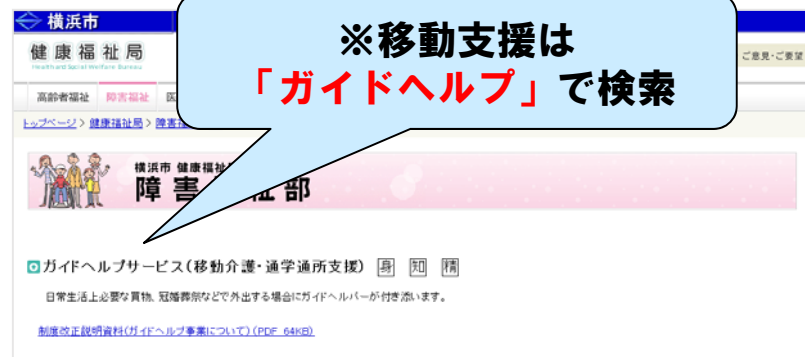 横浜市
※移動支援は
「ガイドヘルプ」で検索
健康福祉局
Health and Social Welfare Bureau
ご意見・ご要望
高齢者福祉 障害福祉 医
トップページ > 健康福祉局 > 障害福
横浜市 健康福祉
障害 祉部
ガイドヘルプサービス(移動介護・通学通所支援) 身 知 精
日常生活上必要な買物、冠婚葬祭などで外出する場合にガイドヘルパーが付き添います。
制度改正説明資料(ガイドヘルプ事業について)(PDF 64KB)